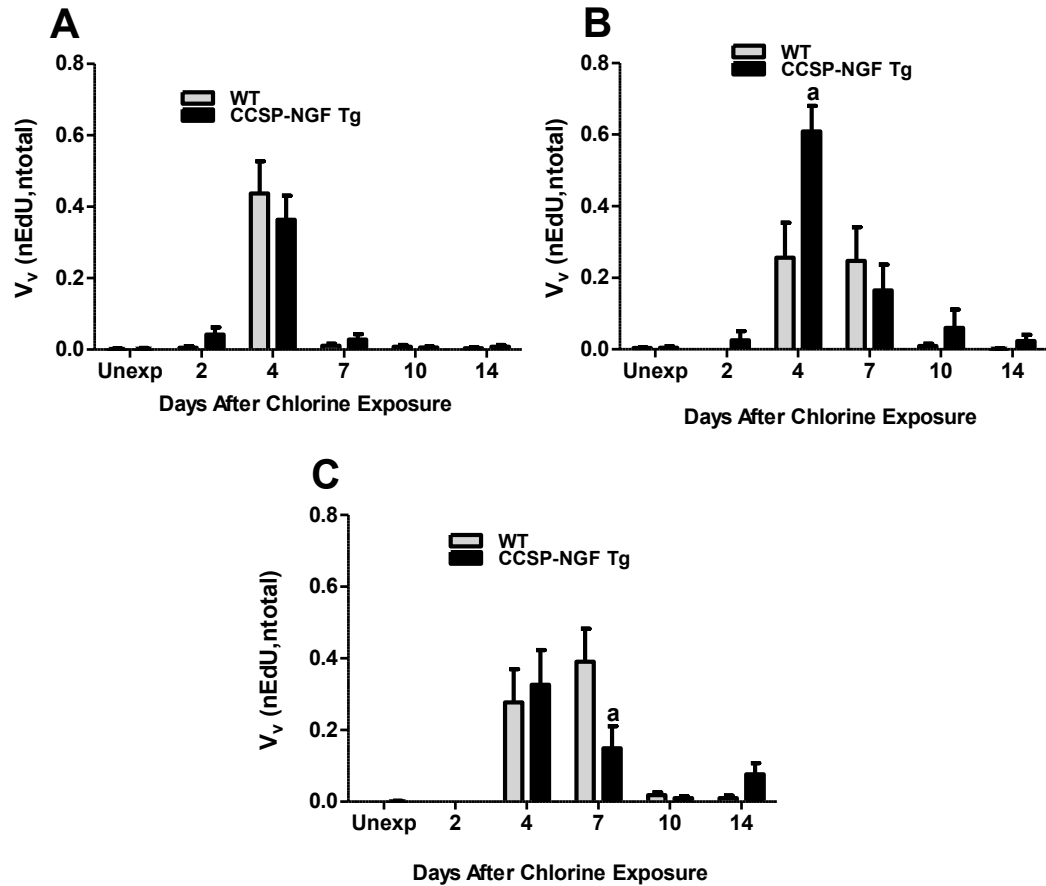 A
WT
CCSP-NGF Tg
0.8
0.6
0.4
0.2
0.0
Vv (nEdU,ntotal)
Unexp 2 4 7 10 14
Days After Chlorine Exposure
B
WT
CCSP-NGF Tg
a
0.8
0.6
0.4
0.2
0.0
Vv (nEdU,ntotal)
Unexp 2 4 7 10 14
Days After Chlorine Exposure
C
WT
CCSP-NGF Tg
a
0.8
0.6
0.4
0.2
0.0
Vv (nEdU,ntotal)
Unexp 2 4 7 10 14
Days After Chlorine Exposure